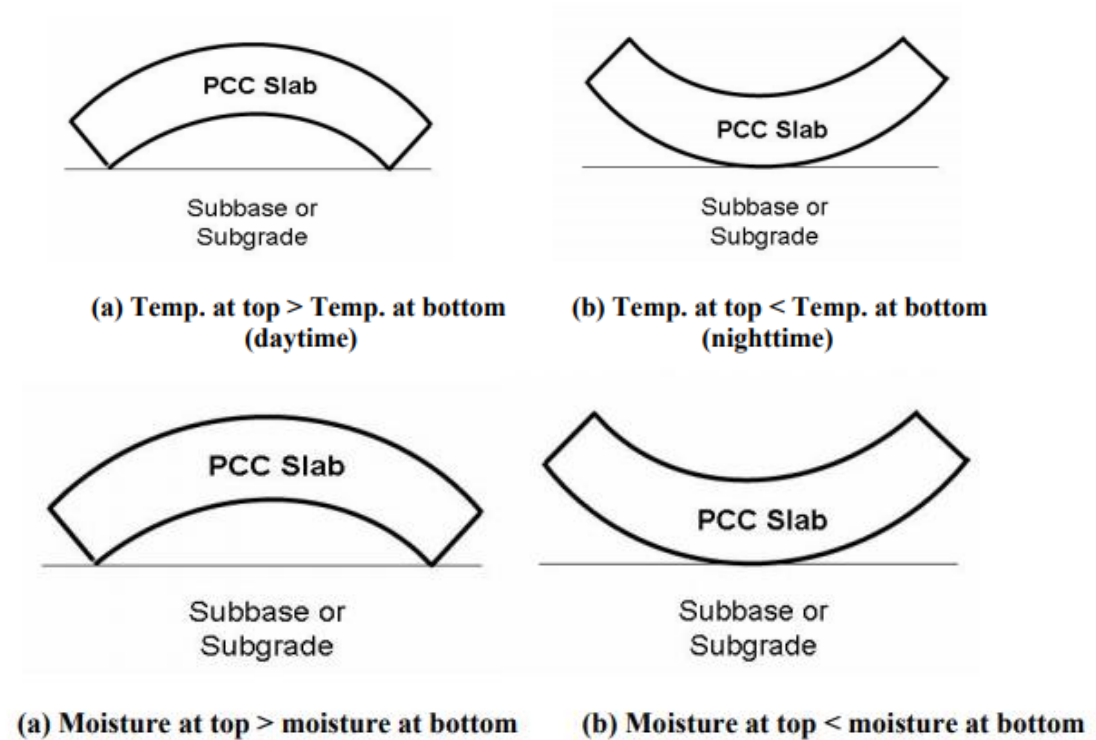 PCC Slab
PCC Slab
Subbase or
Subgrade
Subbase or
Subgrade
(a) Temp. at top > Temp. at bottom
(daytime)
(b) Temp. at top < Temp. at bottom
(nighttime)
PCC Slab
PCC Slab
Subbase or
Subgrade
Subbase or
Subgrade
(a) Moisture at top > moisture at bottom
(b) Moisture at top < moisture at bottom